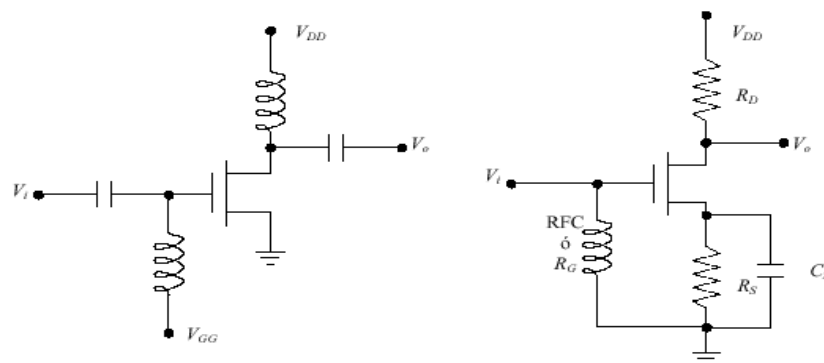 V_DD
V_o
V_i
V_GG
V_DD
R_D
V_o
V_i
RFC
ó
R_G
R_S